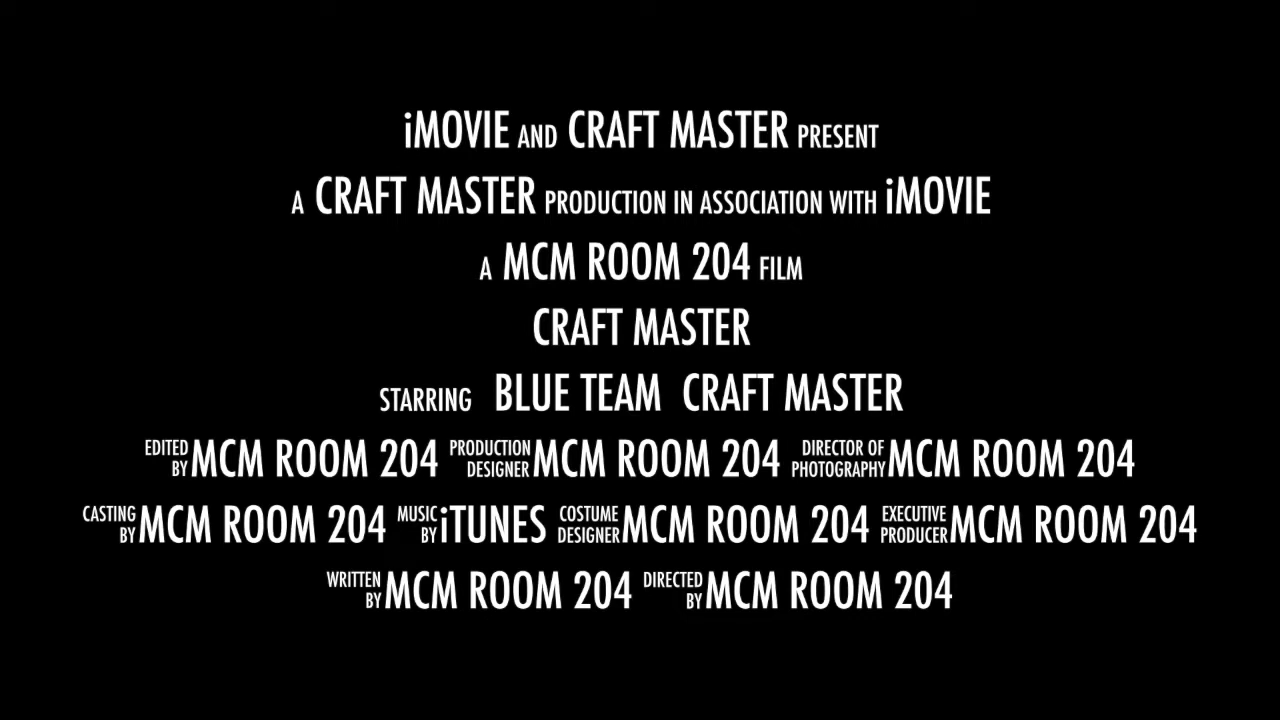 iMOVIE AND CRAFT MASTER PRESENT
A CRAFT MASTER PRODUCTION IN ASSOCIATION WITH iMOVIE
A MCM ROOM 204 FILM
CRAFT MASTER
STARRING BLUE TEAM CRAFT MASTER
EDITED BY MCM ROOM 204 PRODUCTION DESIGNER MCM ROOM 204 DIRECTOR OF PHOTOGRAPHY MCM ROOM 204
CASTING BY MCM ROOM 204 MUSIC BY iTUNES COSTUME DESIGNER MCM ROOM 204 EXECUTIVE PRODUCER MCM ROOM 204
WRITTEN BY MCM ROOM 204 DIRECTED BY MCM ROOM 204